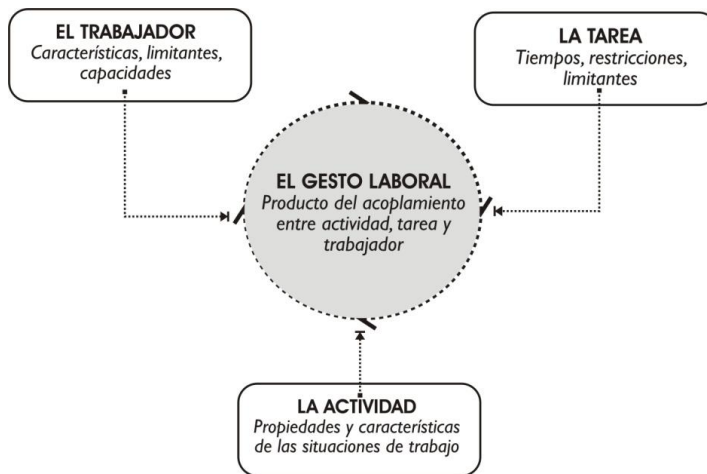 EL TRABAJADOR
Características, limitantes,
capacidades
LA TAREA
Tiempos, restricciones,
limitantes
EL GESTO LABORAL
Producto del acoplamiento
entre actividad, tarea y
trabajador
LA ACTIVIDAD
Propiedades y características
de las situaciones de trabajo